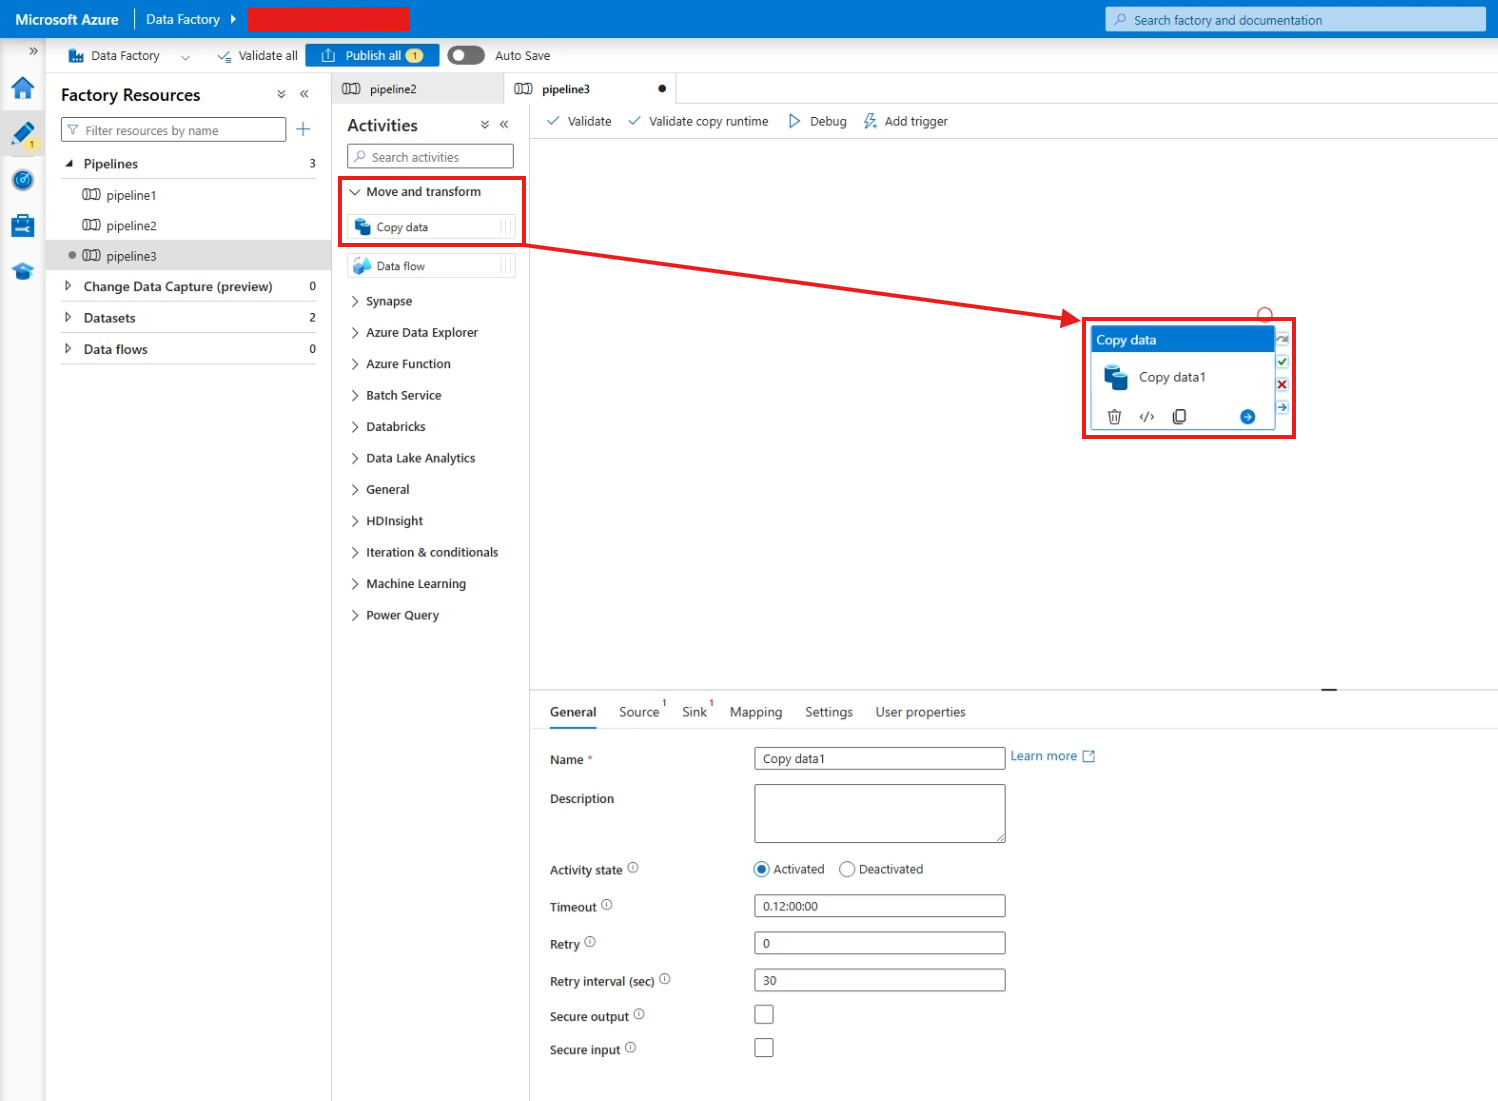 Microsoft Azure
Data Factory
Search factory and documentation
Data Factory
Validate all
Publish all
1
Auto Save
1
Factory Resources
Filter resources by name
Pipelines
3
pipeline1
pipeline2
pipeline3
Change Data Capture (preview)
0
Datasets
2
Data flows
0
pipeline2
pipeline3
Activities
Search activities
Move and transform
Copy data
Data flow
Synapse
Azure Data Explorer
Azure Function
Batch Service
Databricks
Data Lake Analytics
General
HDInsight
Iteration & conditionals
Machine Learning
Power Query
Validate
Validate copy runtime
Debug
Add trigger
Copy data
Copy data1
General
Source 1
Sink 1
Mapping
Settings
User properties
Name *
Copy data1
Learn more
Description
Activity state
Activated
Deactivated
Timeout
0.12:00:00
Retry
0
Retry interval (sec)
30
Secure output
Secure input